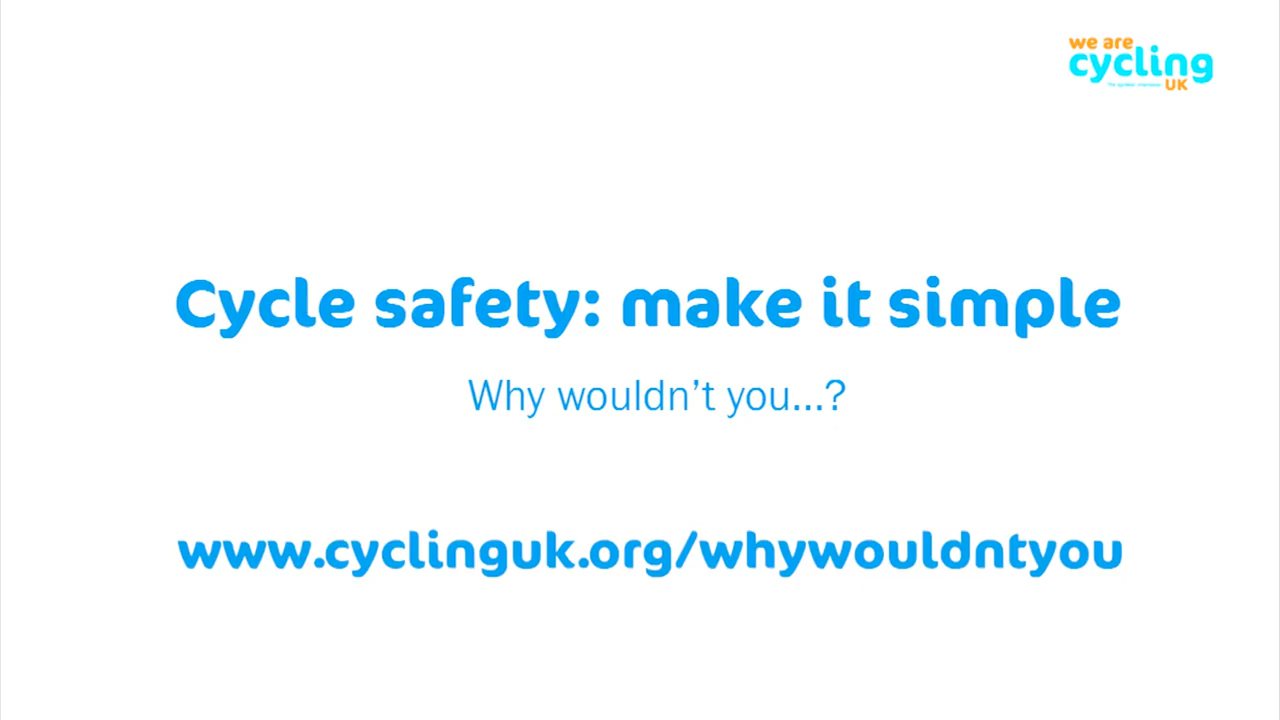 we are
cycling
UK
Cycle safety: make it simple
Why wouldn't you...?
www.cyclinguk.org/whywouldntyou